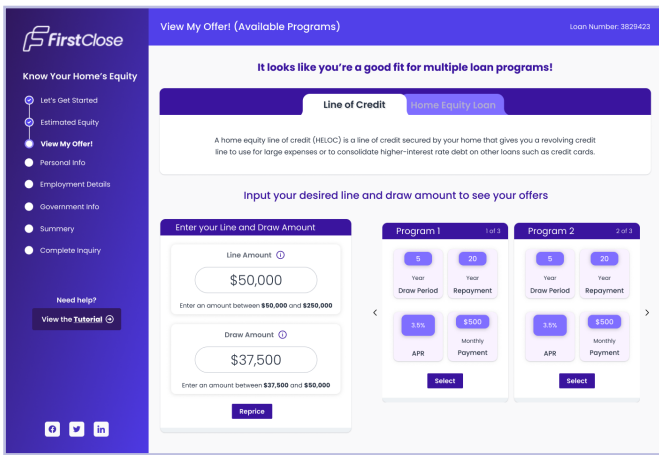 FirstClose
Know Your Home's Equity
Let's Get Started
Estimated Equity
View My Offer!
Personal Info
Employment Details
Government Info
Summery
Complete Inquiry
Need help?
View the Tutorial
in
View My Offer! (Available Programs)
Loan Number: 3829423
It looks like you're a good fit for multiple loan programs!
Line of Credit
Home Equity Loan
A home equity line of credit (HELOC) is a line of credit secured by your home that gives you a revolving credit
line to use for large expenses or to consolidate higher-interest rate debt on other loans such as credit cards.
Input your desired line and draw amount to see your offers
Enter your Line and Draw Amount
Line Amount
$50,000
Enter an amount between $50,000 and $250,000
Draw Amount
$37,500
Enter an amount between $37,500 and $50,000
Reprice
Program 1
1 of 3
5
Year
Draw Period
20
Year
Repayment
3.5%
APR
$500
Monthly
Payment
Select
Program 2
2 of 3
5
Year
Draw Period
20
Year
Repayment
3.5%
APR
$500
Monthly
Payment
Select